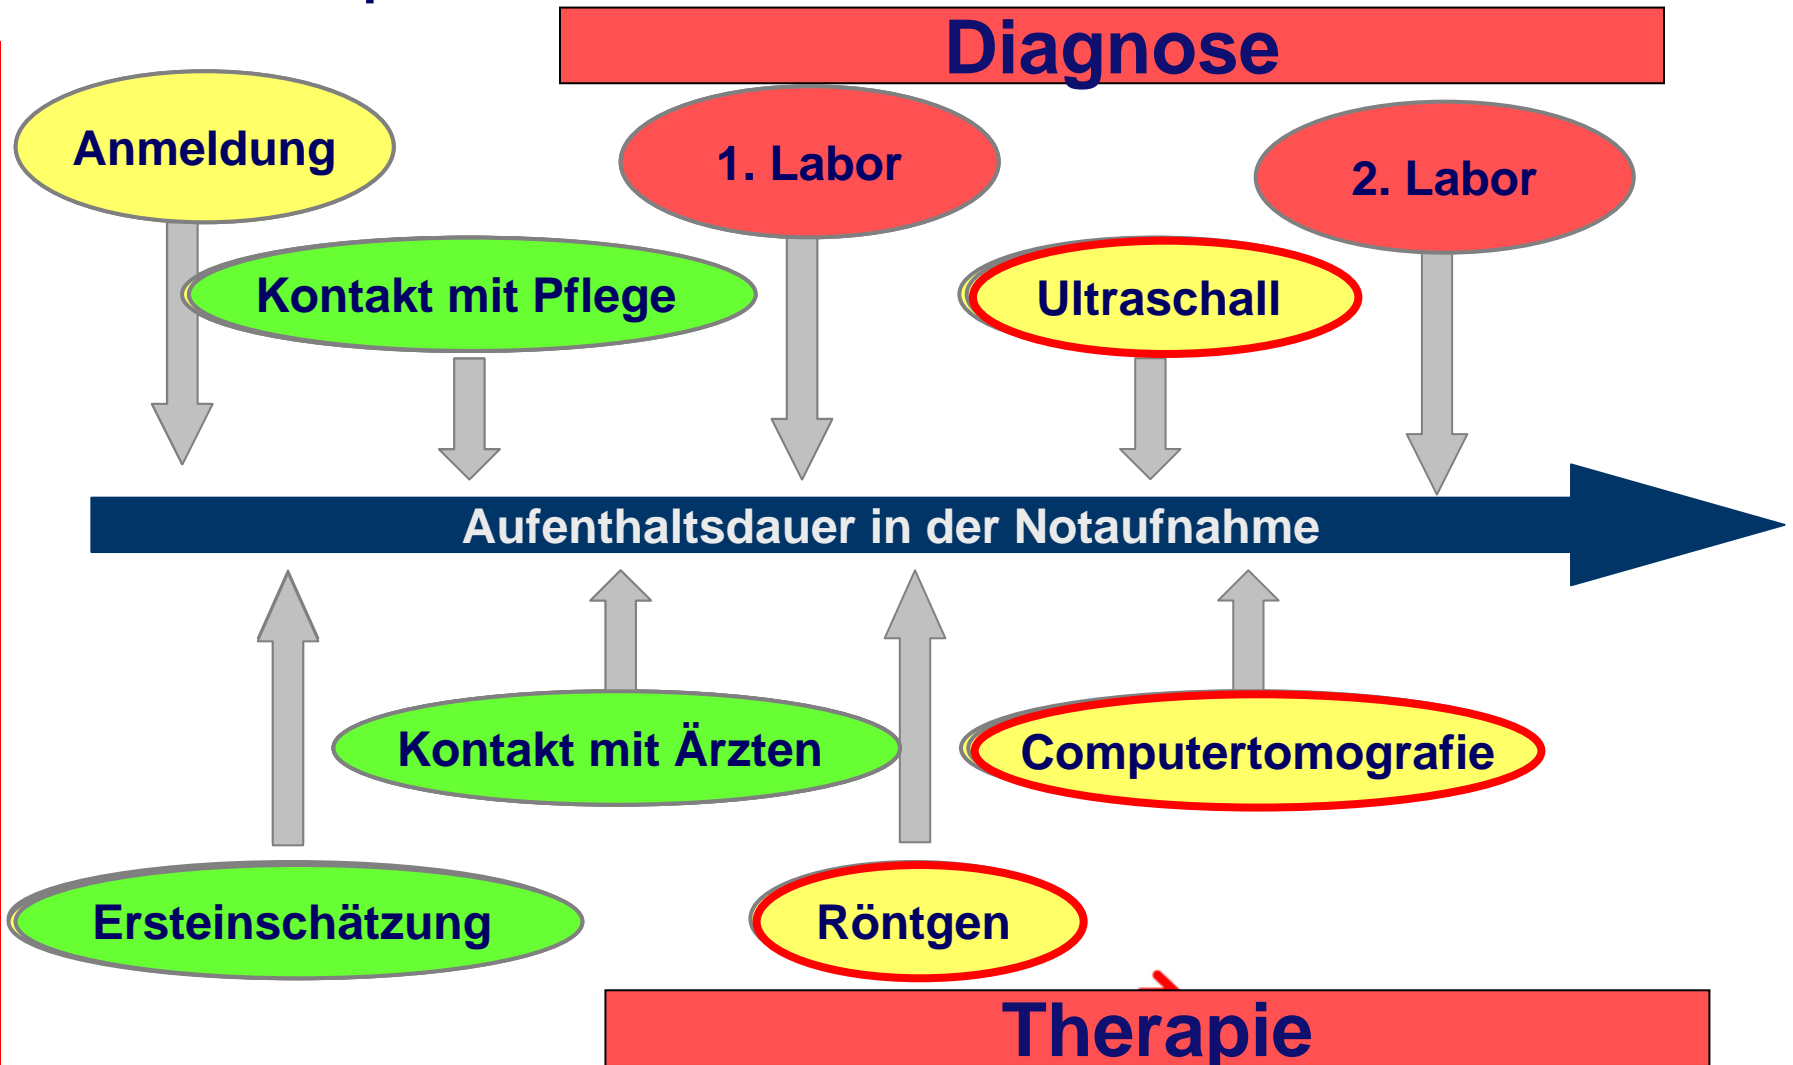 Diagnose
Anmeldung
1. Labor
2. Labor
Kontakt mit Pflege
Ultraschall
Aufenthaltsdauer in der Notaufnahme
Kontakt mit Ärzten
Computertomografie
Ersteinschätzung
Röntgen
Therapie